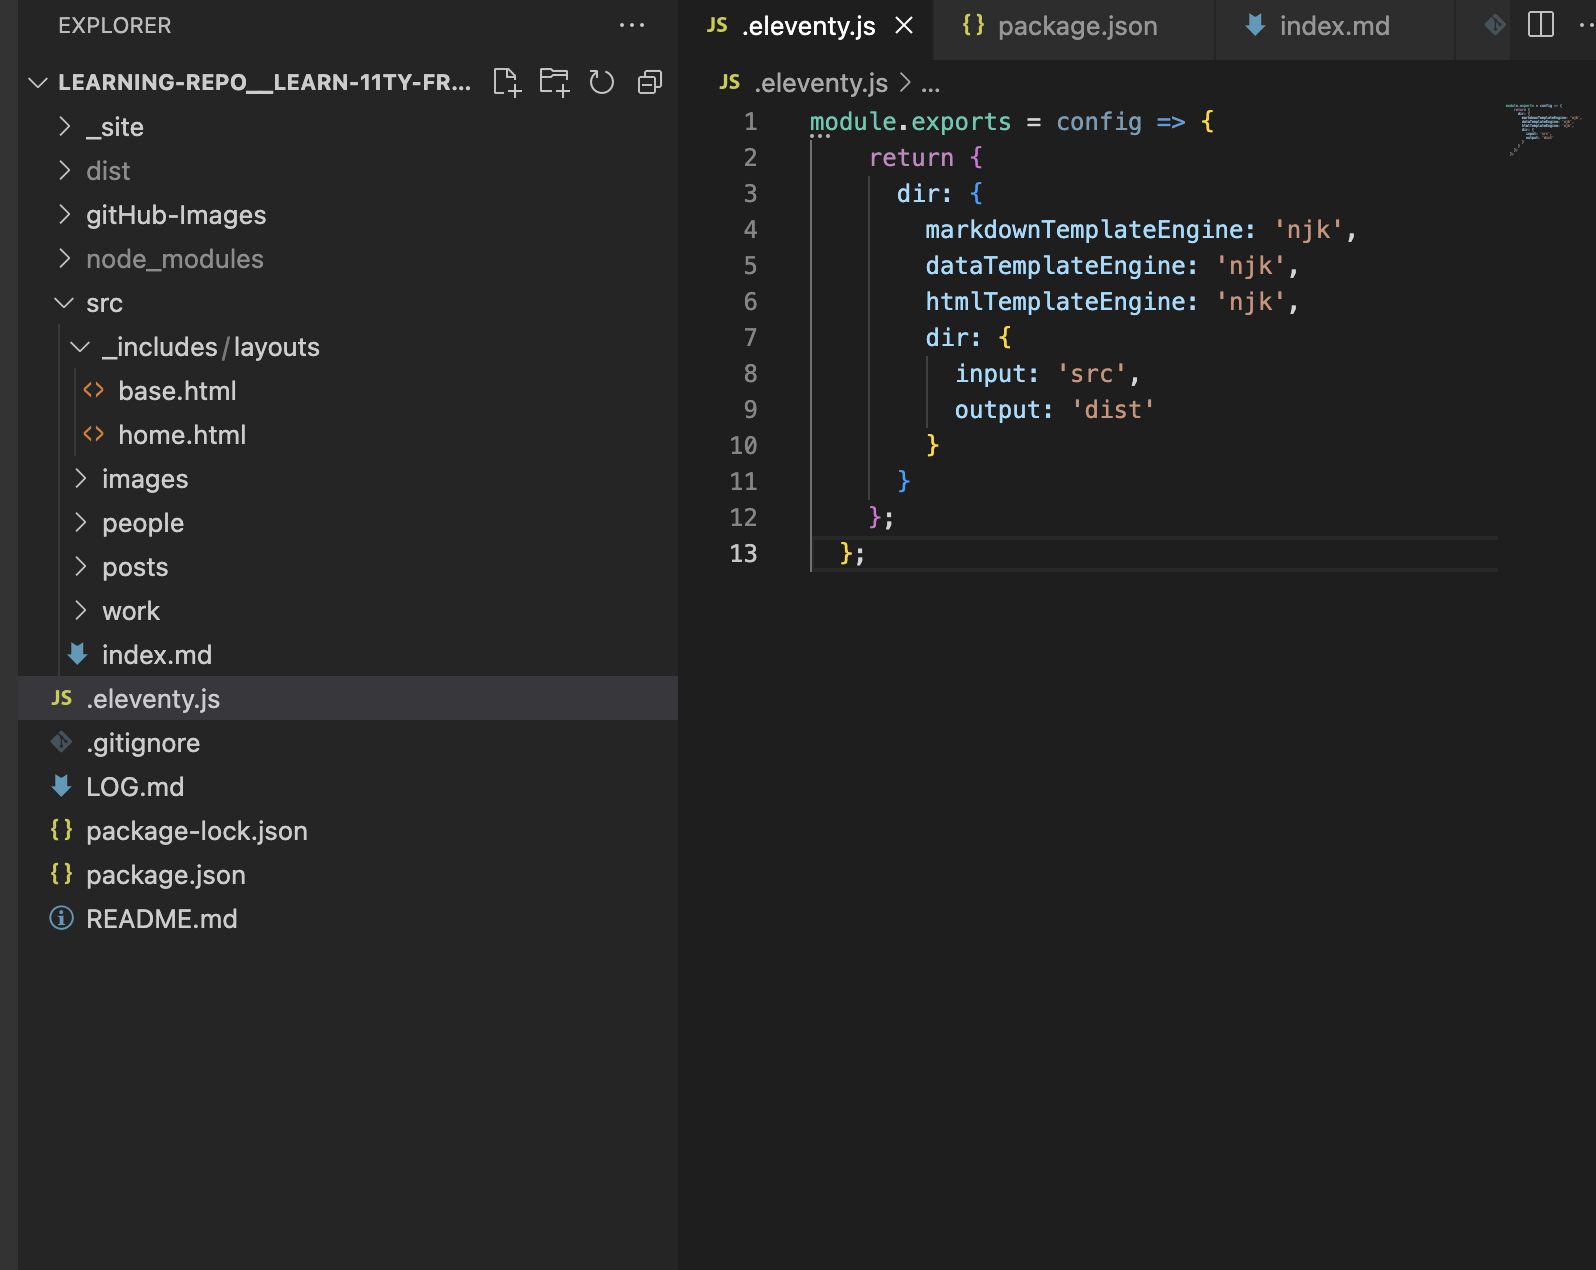 EXPLORER
LEARNING-REPO__LEARN-11TY-FR...
_site
dist
gitHub-Images
node_modules
src
_includes/layouts
base.html
home.html
images
people
posts
work
index.md
JS .eleventy.js
.gitignore
LOG.md
{} package-lock.json
{} package.json
README.md
JS .eleventy.js
{} package.json
index.md
JS .eleventy.js > ...
1 module.exports = config => {
2 return {
3 dir: {
4 markdownTemplateEngine: 'njk',
5 dataTemplateEngine: 'njk',
6 htmlTemplateEngine: 'njk',
7 dir: {
8 input: 'src',
9 output: 'dist'
10 }
11 }
12 };
13 };